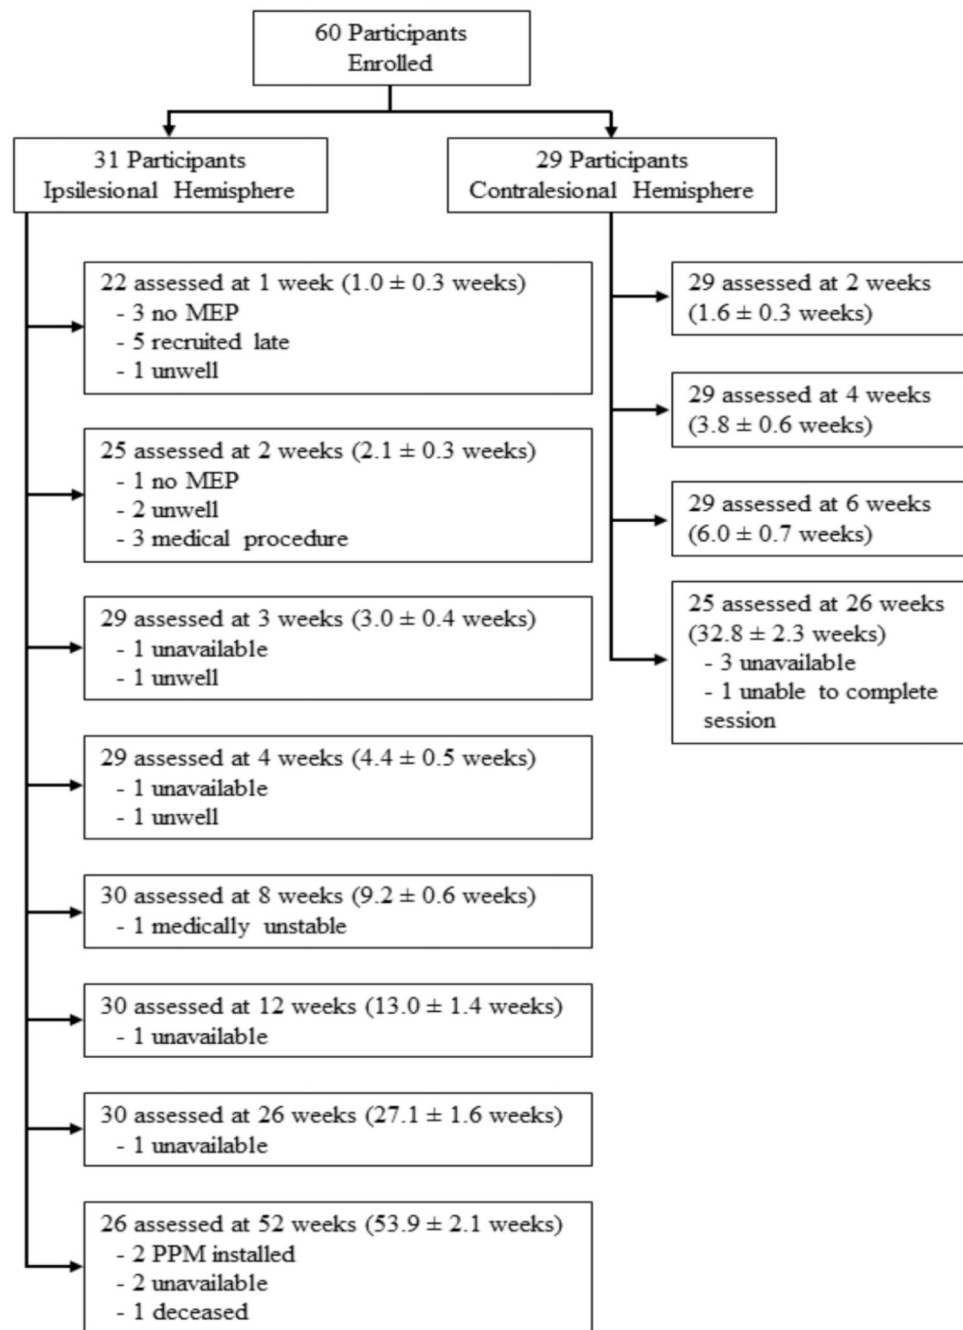 60 Participants
Enrolled
31 Participants
Ipsilesional Hemisphere
29 Participants
Contralesional Hemisphere
22 assessed at 1 week (1.0 ± 0.3 weeks)
- 3 no MEP
- 5 recruited late
- 1 unwell
25 assessed at 2 weeks (2.1 ± 0.3 weeks)
- 1 no MEP
- 2 unwell
- 3 medical procedure
29 assessed at 3 weeks (3.0 ± 0.4 weeks)
- 1 unavailable
- 1 unwell
29 assessed at 4 weeks (4.4 ± 0.5 weeks)
- 1 unavailable
- 1 unwell
30 assessed at 8 weeks (9.2 ± 0.6 weeks)
- 1 medically unstable
30 assessed at 12 weeks (13.0 ± 1.4 weeks)
- 1 unavailable
30 assessed at 26 weeks (27.1 ± 1.6 weeks)
- 1 unavailable
26 assessed at 52 weeks (53.9 ± 2.1 weeks)
- 2 PPM installed
- 2 unavailable
- 1 deceased
29 assessed at 2 weeks
(1.6 ± 0.3 weeks)
29 assessed at 4 weeks
(3.8 ± 0.6 weeks)
29 assessed at 6 weeks
(6.0 ± 0.7 weeks)
25 assessed at 26 weeks
(32.8 ± 2.3 weeks)
- 3 unavailable
- 1 unable to complete
session